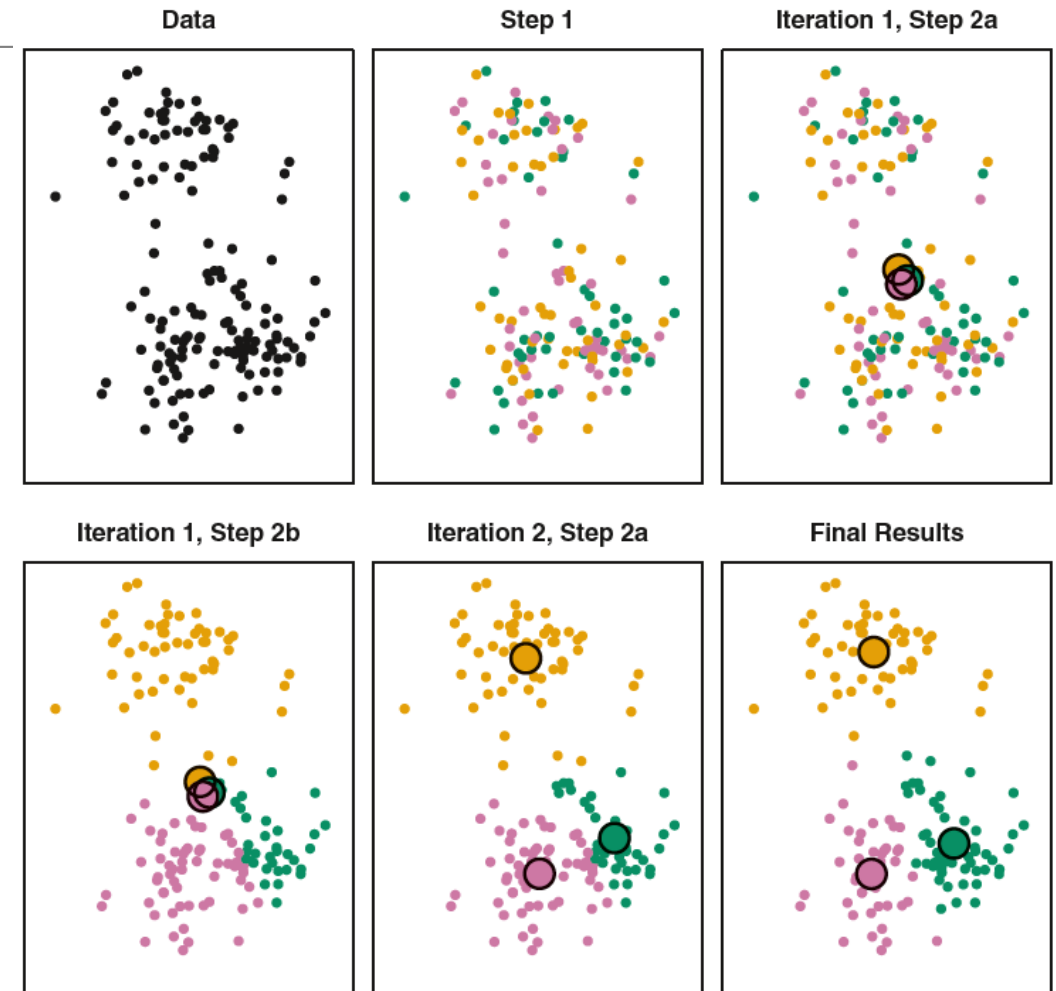 Data
Step 1
Iteration 1, Step 2a
Iteration 1, Step 2b
Iteration 2, Step 2a
Final Results